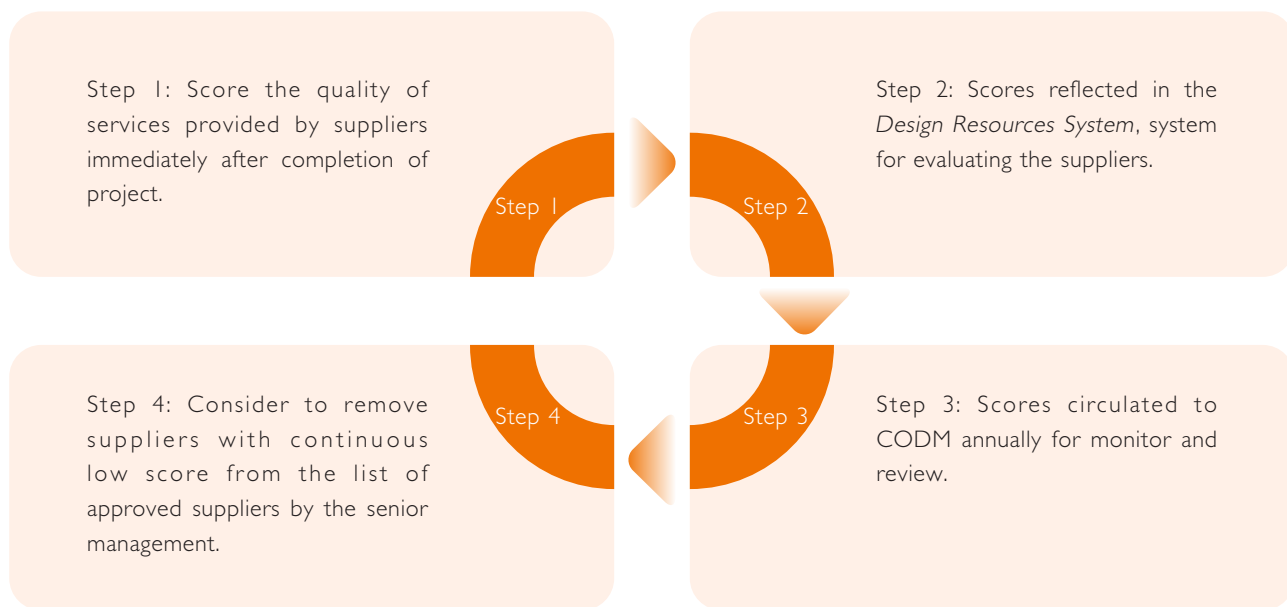 Step 1: Score the quality of
services provided by suppliers
immediately after completion of
project.
Step 1
Step 2: Scores reflected in the
Design Resources System, system
for evaluating the suppliers.
Step 2
Step 3: Scores circulated to
CODM annually for monitor and
review.
Step 3
Step 4: Consider to remove
suppliers with continuous
low score from the list of
approved suppliers by the senior
management.
Step 4